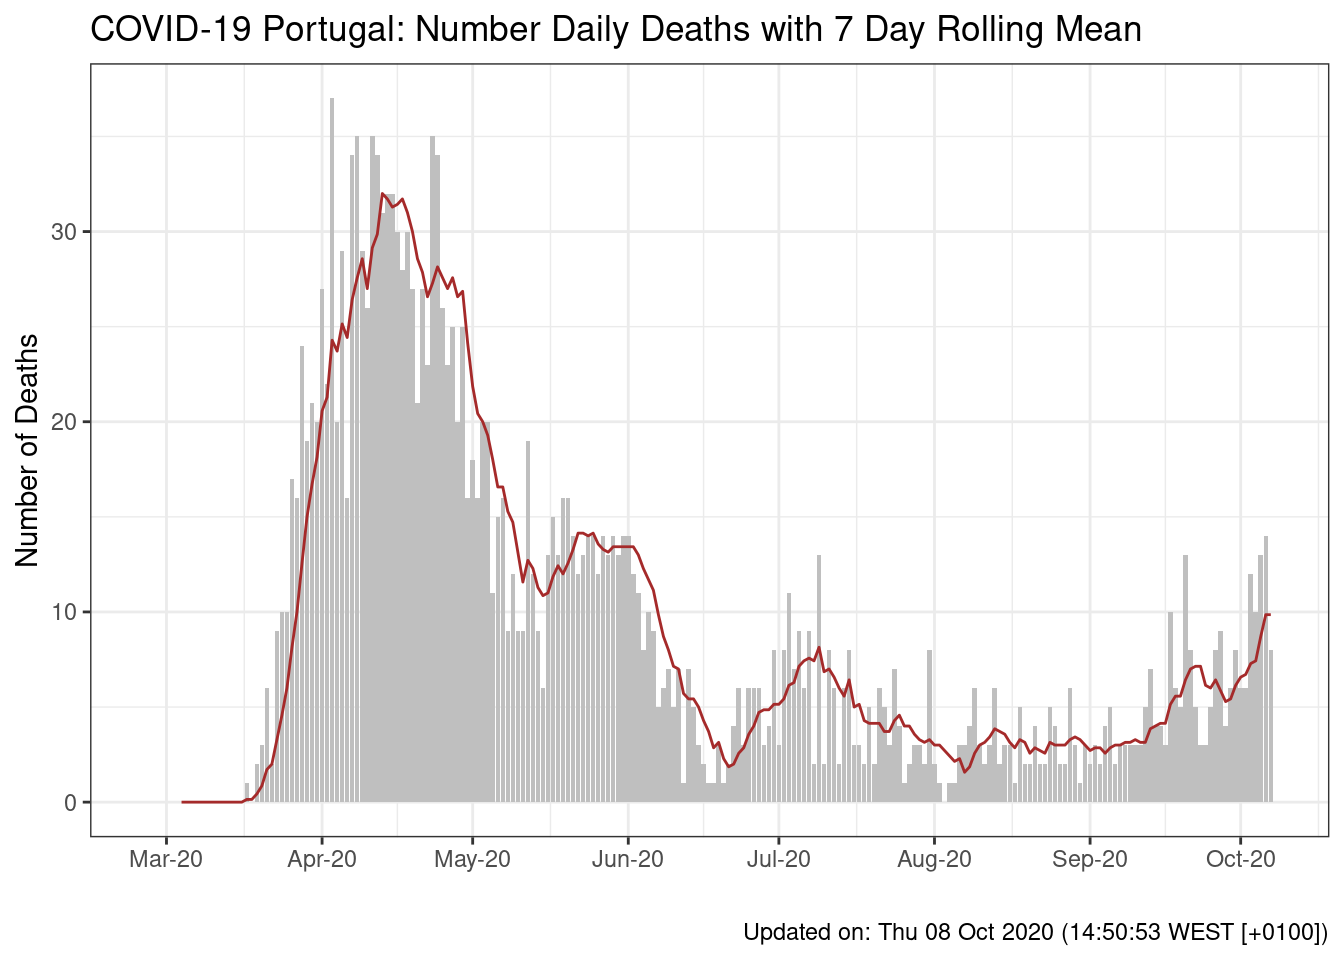 COVID-19 Portugal: Number Daily Deaths with 7 Day Rolling Mean
Number of Deaths
30
20
10
0
Mar-20 Apr-20 May-20 Jun-20 Jul-20 Aug-20 Sep-20 Oct-20
Updated on: Thu 08 Oct 2020 (14:50:53 WEST [+0100])